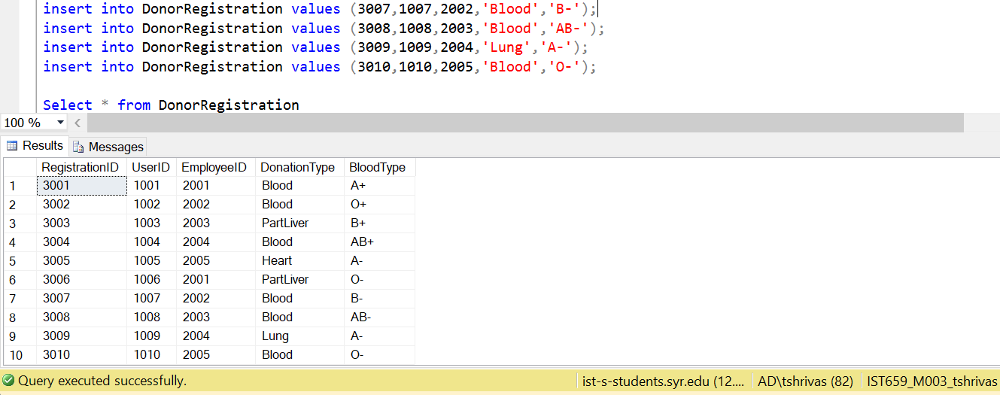 insert into DonorRegistration values (3007,1007,2002,'Blood','B-');
insert into DonorRegistration values (3008,1008,2003,'Blood','AB-');
insert into DonorRegistration values (3009,1009,2004,'Lung','A-');
insert into DonorRegistration values (3010,1010,2005,'Blood','O-');
Select * from DonorRegistration
100 %
Results Messages
RegistrationID UserID EmployeeID DonationType BloodType
1 3001 1001 2001 Blood A+
2 3002 1002 2002 Blood O+
3 3003 1003 2003 PartLiver B+
4 3004 1004 2004 Blood AB+
5 3005 1005 2005 Heart A-
6 3006 1006 2001 PartLiver O-
7 3007 1007 2002 Blood B-
8 3008 1008 2003 Blood AB-
9 3009 1009 2004 Lung A-
10 3010 1010 2005 Blood O-
Query executed successfully. ist-s-students.syr.edu (12.... AD\tshrivas (82) IST659_M003_tshrivas